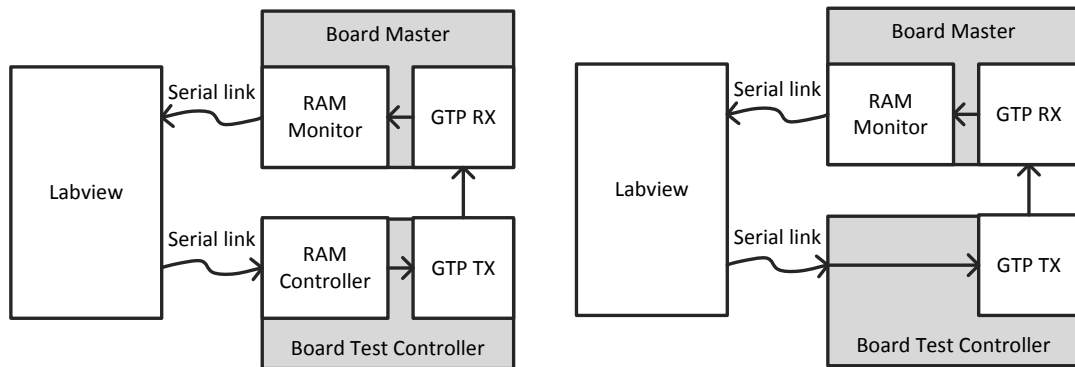 Board Master
Serial link
RAM
Monitor
GTP RX
Labview
Serial link
RAM
Controller
GTP TX
Board Test Controller
Board Master
Serial link
RAM
Monitor
GTP RX
Labview
Serial link
GTP TX
Board Test Controller